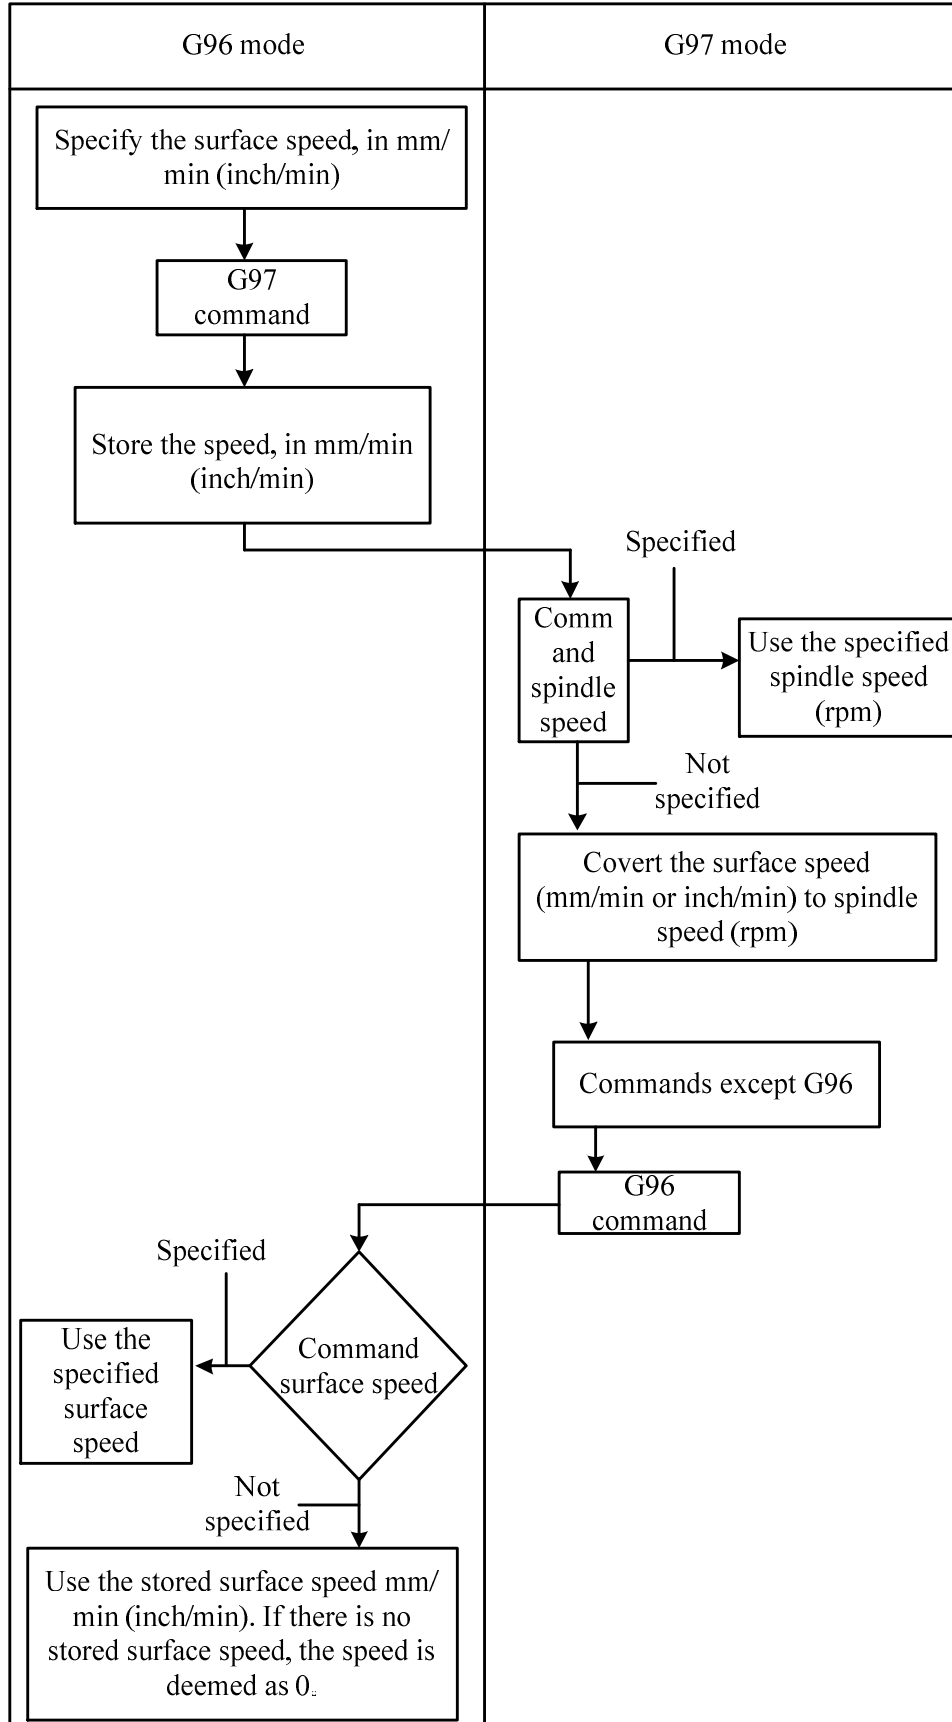 G96 mode
G97 mode
Specify the surface speed, in mm/
min (inch/min)
G97
command
Store the speed, in mm/min
(inch/min)
Specified
Comm
and
spindle
speed
Use the specified
spindle speed
(rpm)
Not
specified
Covert the surface speed
(mm/min or inch/min) to spindle
speed (rpm)
Commands except G96
G96
command
Specified
Command
surface speed
Use the
specified
surface
speed
Not
specified
Use the stored surface speed mm/
min (inch/min). If there is no
stored surface speed, the speed is
deemed as 0.